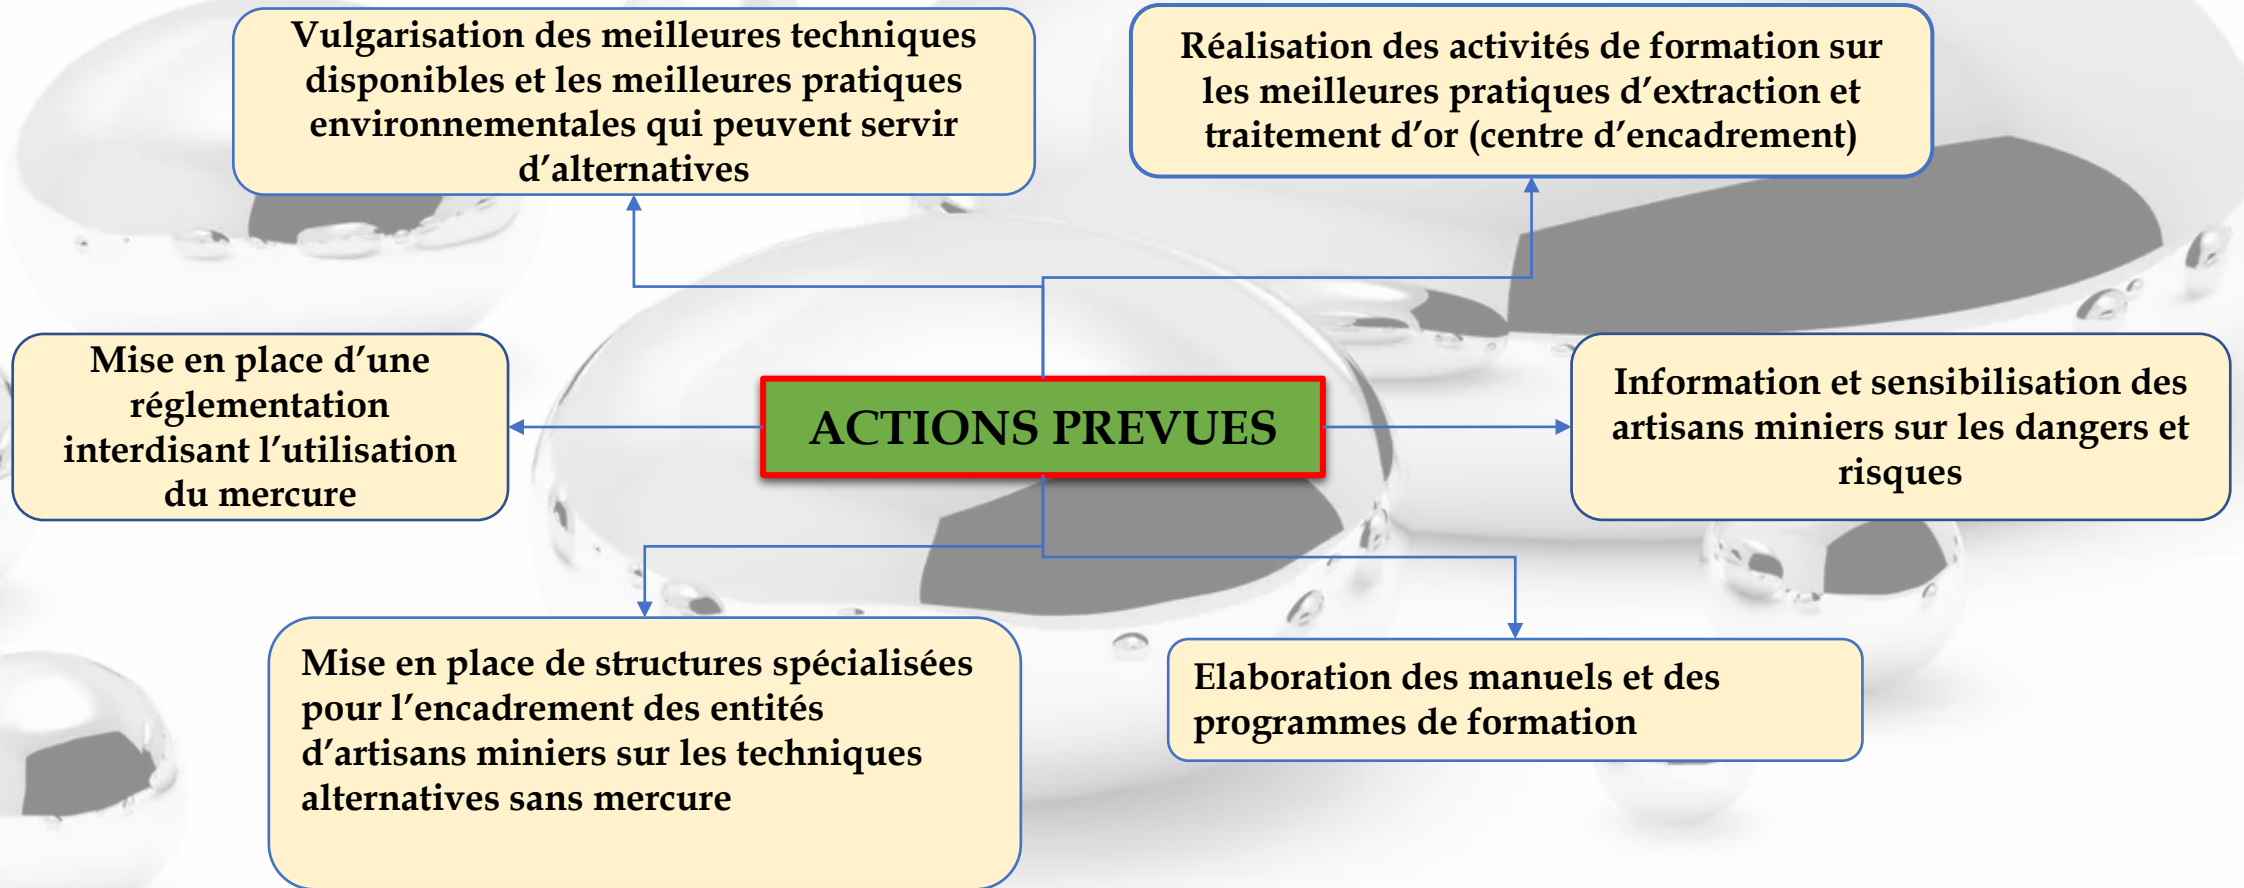 Vulgarisation des meilleures techniques
disponibles et les meilleures pratiques
environnementales qui peuvent servir
d’alternatives
Réalisation des activités de formation sur
les meilleures pratiques d’extraction et
traitement d’or (centre d’encadrement)
Mise en place d’une
réglementation
interdisant l’utilisation
du mercure
ACTIONS PREVUES
Information et sensibilisation des
artisans miniers sur les dangers et
risques
Mise en place de structures spécialisées
pour l’encadrement des entités
d’artisans miniers sur les techniques
alternatives sans mercure
Elaboration des manuels et des
programmes de formation